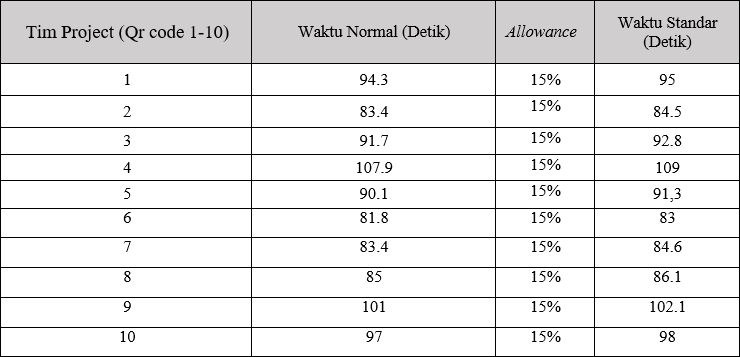 Tim Project (Qr code 1-10) Waktu Normal (Detik) Allowance Waktu Standar (Detik)
1 94.3 15% 95
2 83.4 15% 84.5
3 91.7 15% 92.8
4 107.9 15% 109
5 90.1 15% 91,3
6 81.8 15% 83
7 83.4 15% 84.6
8 85 15% 86.1
9 101 15% 102.1
10 97 15% 98